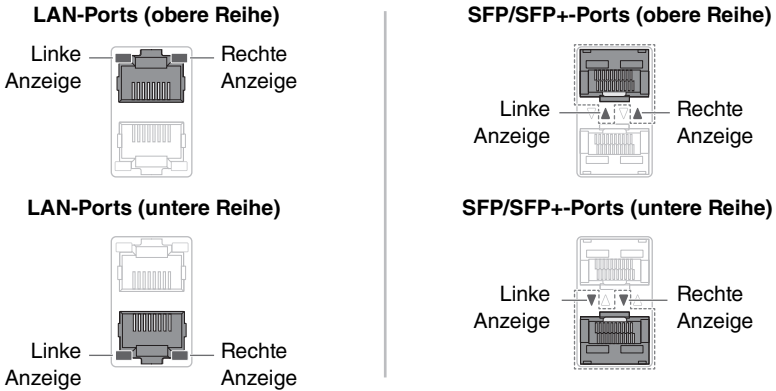 LAN-Ports (obere Reihe)
Linke
Anzeige
Rechte
Anzeige
SFP/SFP+-Ports (obere Reihe)
Linke
Anzeige
Rechte
Anzeige
LAN-Ports (untere Reihe)
Linke
Anzeige
Rechte
Anzeige
SFP/SFP+-Ports (untere Reihe)
Linke
Anzeige
Rechte
Anzeige